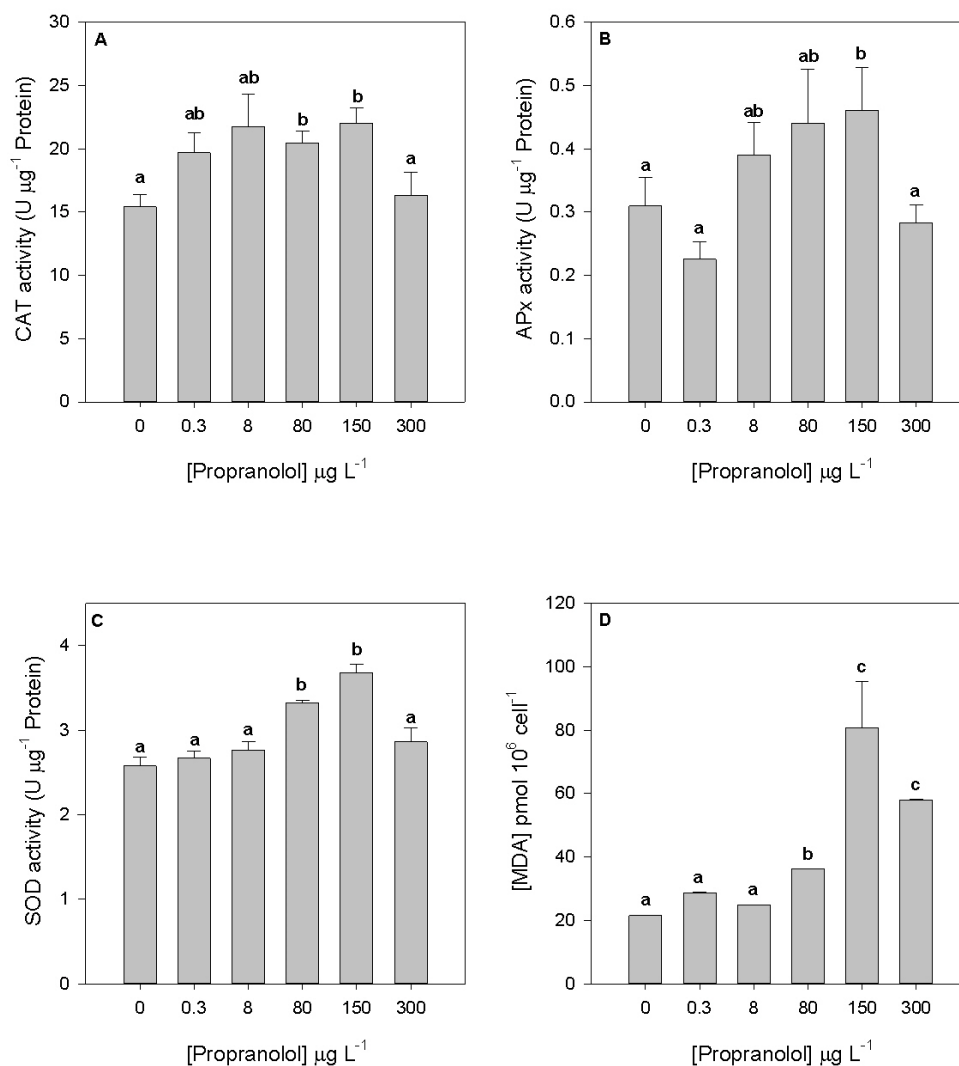 A
CAT activity (U μg⁻¹ Protein)
30
25
20
15
10
5
0
a
ab
ab
b
b
a
0 0.3 8 80 150 300
[Propranolol] μg L⁻¹
B
APx activity (U μg⁻¹ Protein)
0.6
0.5
0.4
0.3
0.2
0.1
0.0
a
a
ab
ab
b
a
0 0.3 8 80 150 300
[Propranolol] μg L⁻¹
C
SOD activity (U μg⁻¹ Protein)
4
3
2
1
0
a
a
a
b
b
a
0 0.3 8 80 150 300
[Propranolol] μg L⁻¹
D
[MDA] pmol 10⁶ cell⁻¹
120
100
80
60
40
20
0
a
a
a
b
c
c
0 0.3 8 80 150 300
[Propranolol] μg L⁻¹